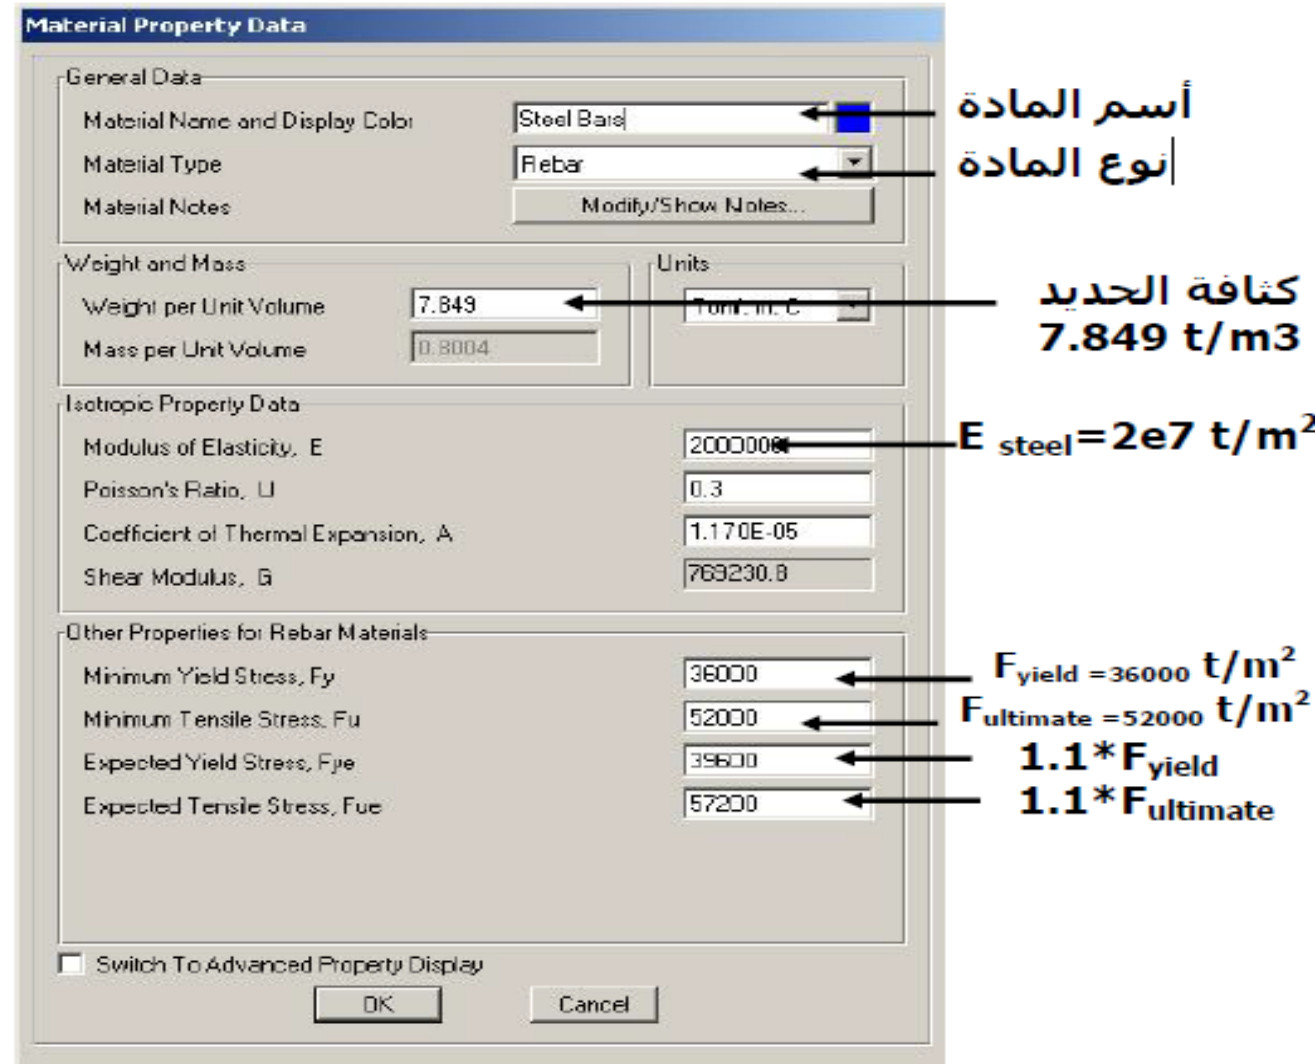 Material Property Data
General Data
Material Name and Display Color Steel Bars أسم المادة
Material Type Rebar نوع المادة
Material Notes Modify/Show Notes...
Weight and Mass Units
Weight per Unit Volume 7.849 Tonf, m, C كثافة الحديد
7.849 t/m3
Mass per Unit Volume 0.8004
Isotropic Property Data
Modulus of Elasticity, E E steel=2e7 t/m²
Poisson's Ratio, U 0.3
Coefficient of Thermal Expansion, A 1.170E-05
Shear Modulus, G 769230.8
Other Properties for Rebar Materials
Minimum Yield Stress, Fy 36000 Fyield =36000 t/m²
Minimum Tensile Stress, Fu 52000 Fultimate =52000 t/m²
Expected Yield Stress, Fye 39600 1.1*Fyield
Expected Tensile Stress, Fue 57200 1.1*Fultimate
Switch To Advanced Property Display
OK Cancel